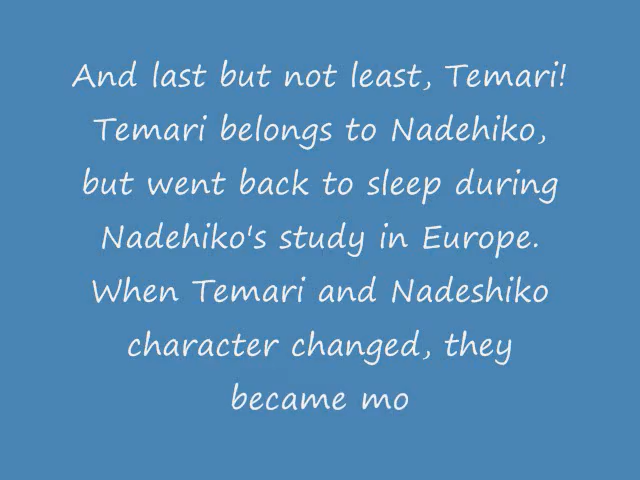 And last but not least, Temari!
Temari belongs to Nadehiko,
but went back to sleep during
Nadehiko's study in Europe.
When Temari and Nadeshiko
character changed, they
became mo